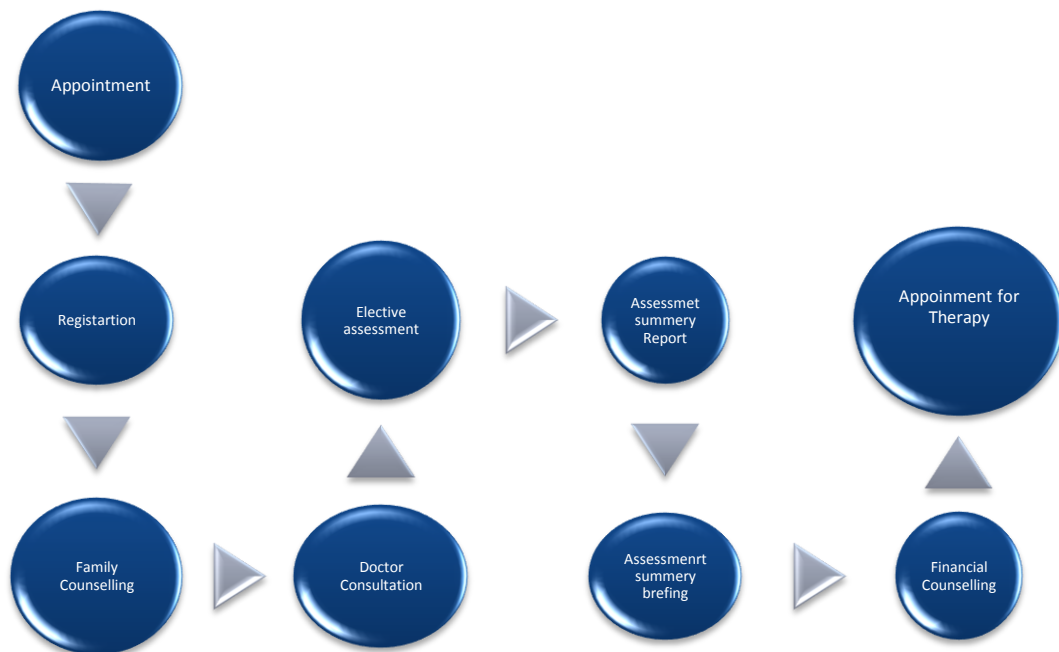 Appointment
Registartion
Family
Counselling
Doctor
Consultation
Elective
assessment
Assessmet
summery
Report
Assessmenrt
summery
brefing
Financial
Counselling
Appoinment for
Therapy